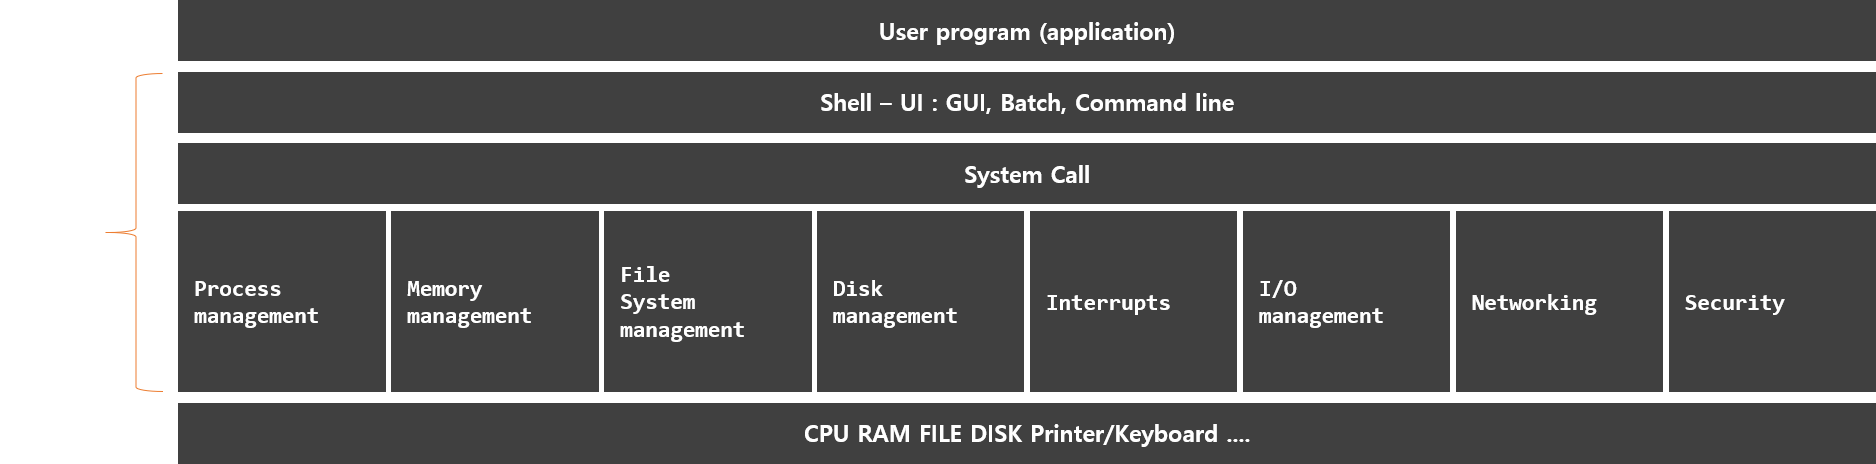 User program (application)
Shell – UI : GUI, Batch, Command line
System Call
Process
management
Memory
management
File
System
management
Disk
management
Interrupts
I/O
management
Networking
Security
CPU RAM FILE DISK Printer/Keyboard ....